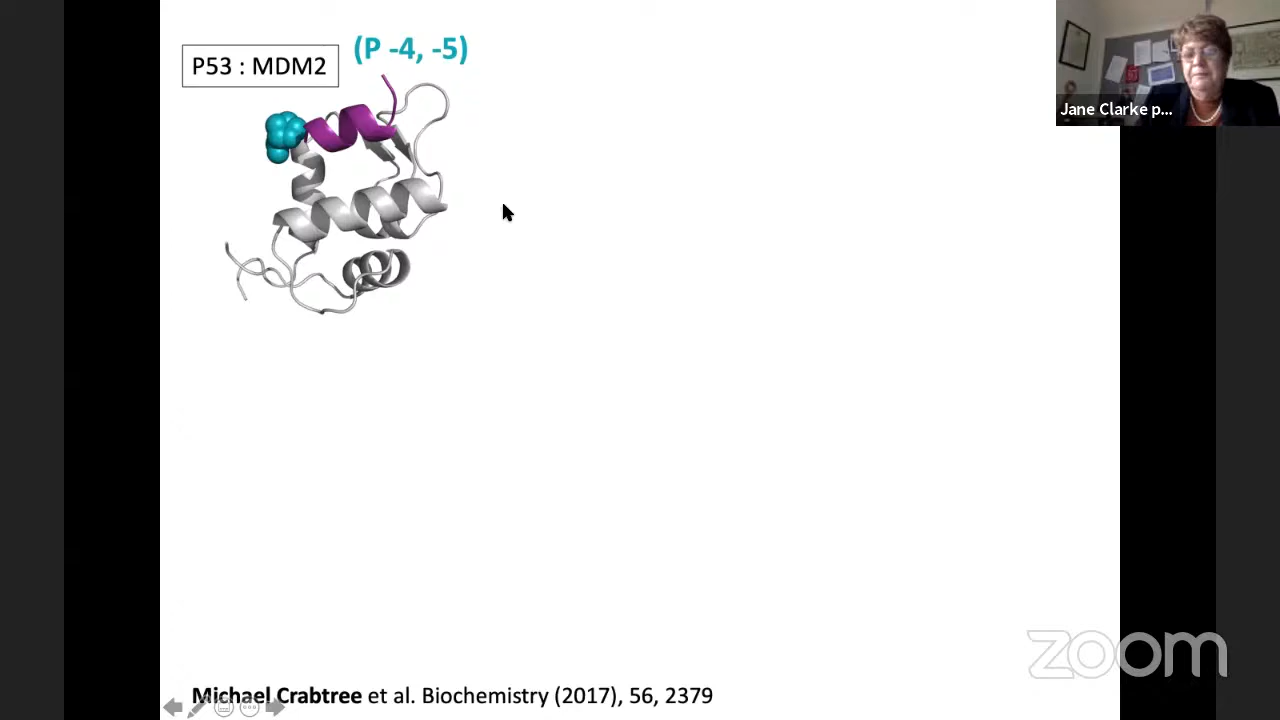 P53 : MDM2
(P -4, -5)
Jane Clarke p...
zoom
Michael Crabtree et al. Biochemistry (2017), 56, 2379